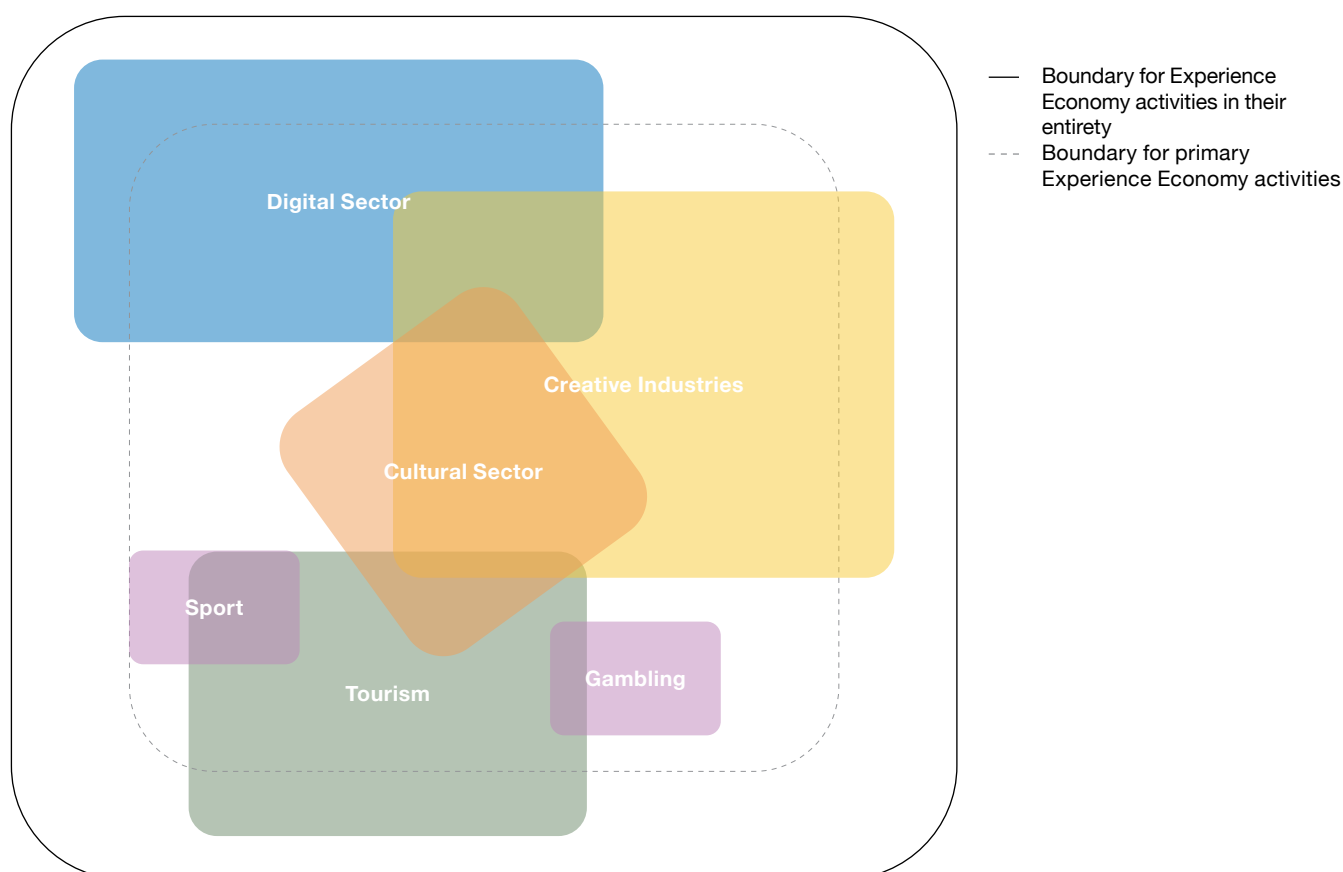 Boundary for Experience
Economy activities in their
entirety
Boundary for primary
Experience Economy activities
Digital Sector
Creative Industries
Cultural Sector
Sport
Gambling
Tourism